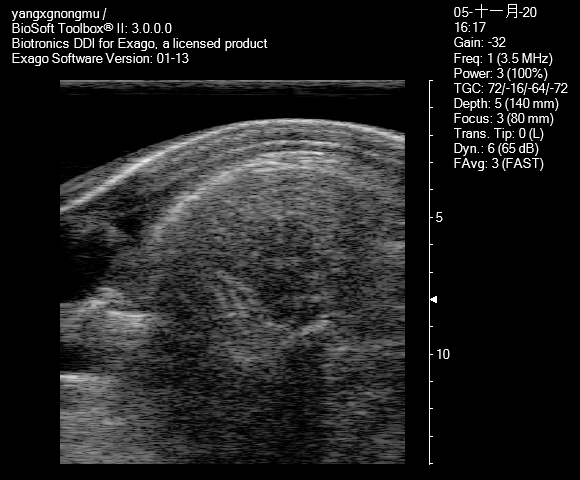 yangxgnongmu /
BioSoft Toolbox® II: 3.0.0.0
Biotronics DDI for Exago, a licensed product
Exago Software Version: 01-13
05-十一月-20
16:17
Gain: -32
Freq: 1 (3.5 MHz)
Power: 3 (100%)
TGC: 72/-16/-64/-72
Depth: 5 (140 mm)
Focus: 3 (80 mm)
Trans. Tip: 0 (L)
Dyn.: 6 (65 dB)
FAvg: 3 (FAST)
5
10